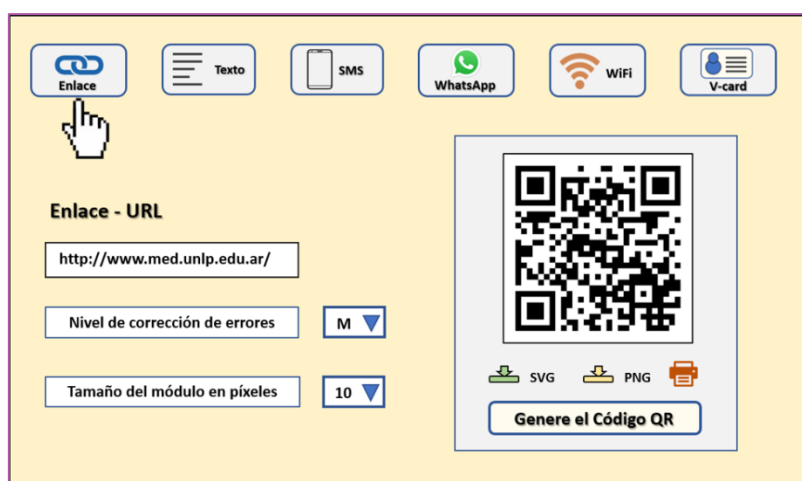 Enlace
Texto
SMS
WhatsApp
WiFi
V-card
Enlace - URL
http://www.med.unlp.edu.ar/
Nivel de corrección de errores
M
Tamaño del módulo en píxeles
10
SVG
PNG
Genere el Código QR